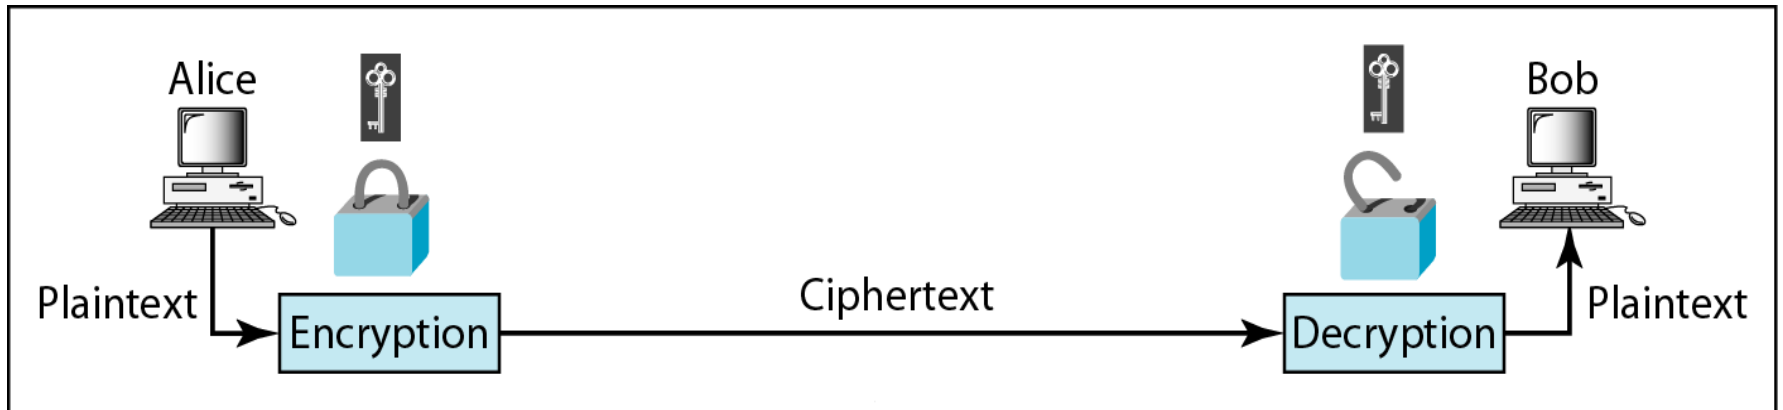 Alice
Bob
Plaintext
Encryption
Ciphertext
Decryption
Plaintext